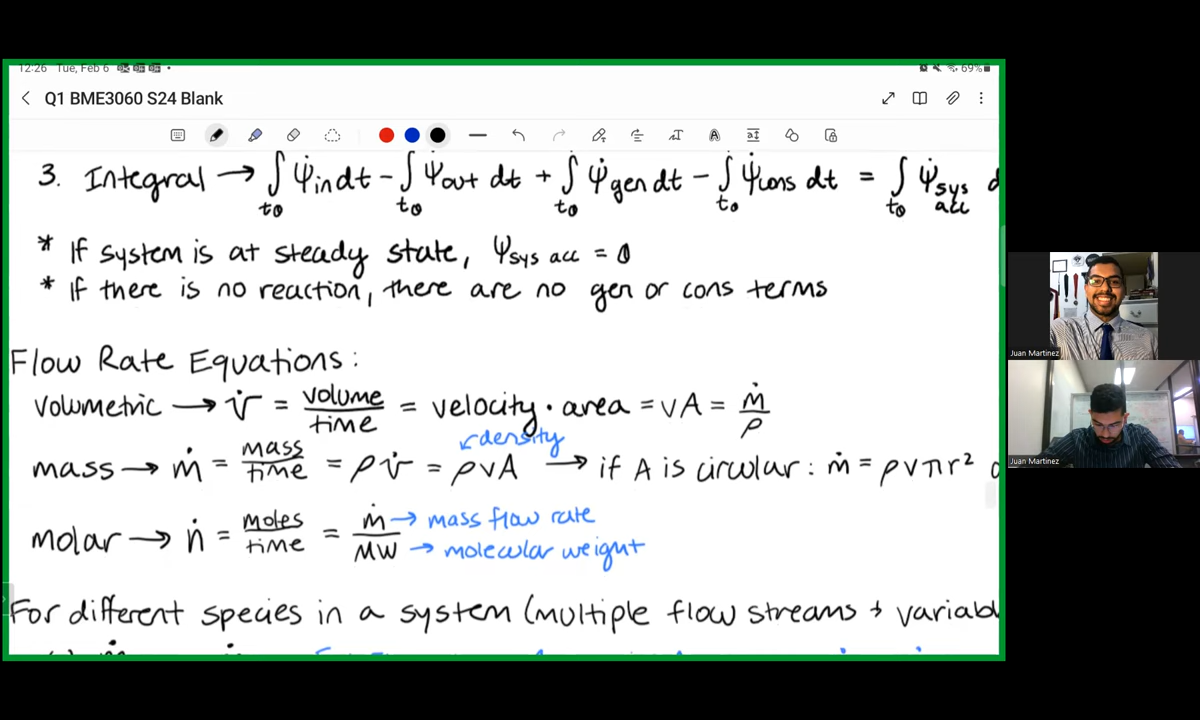 12:26 Tue, Feb 6
69%
Q1 BME3060 S24 Blank
3. Integral → ∫t0 ψ̇in dt - ∫t0 ψ̇out dt + ∫t0 ψ̇gen dt - ∫t0 ψ̇cons dt = ∫t0 ψ̇sys acc d
* If system is at steady state, ψsys acc = 0
* If there is no reaction, there are no gen or cons terms
Flow Rate Equations:
volumetric → v̇ = volume/time = velocity · area = vA = ṁ/ρ
density
mass → ṁ = mass/time = ρv̇ = ρvA → if A is circular: ṁ = ρvπr²
molar → ṅ = moles/time = ṁ/MW
→ mass flow rate
→ molecular weight
For different species in a system (multiple flow streams +
Juan Martinez
Juan Martinez